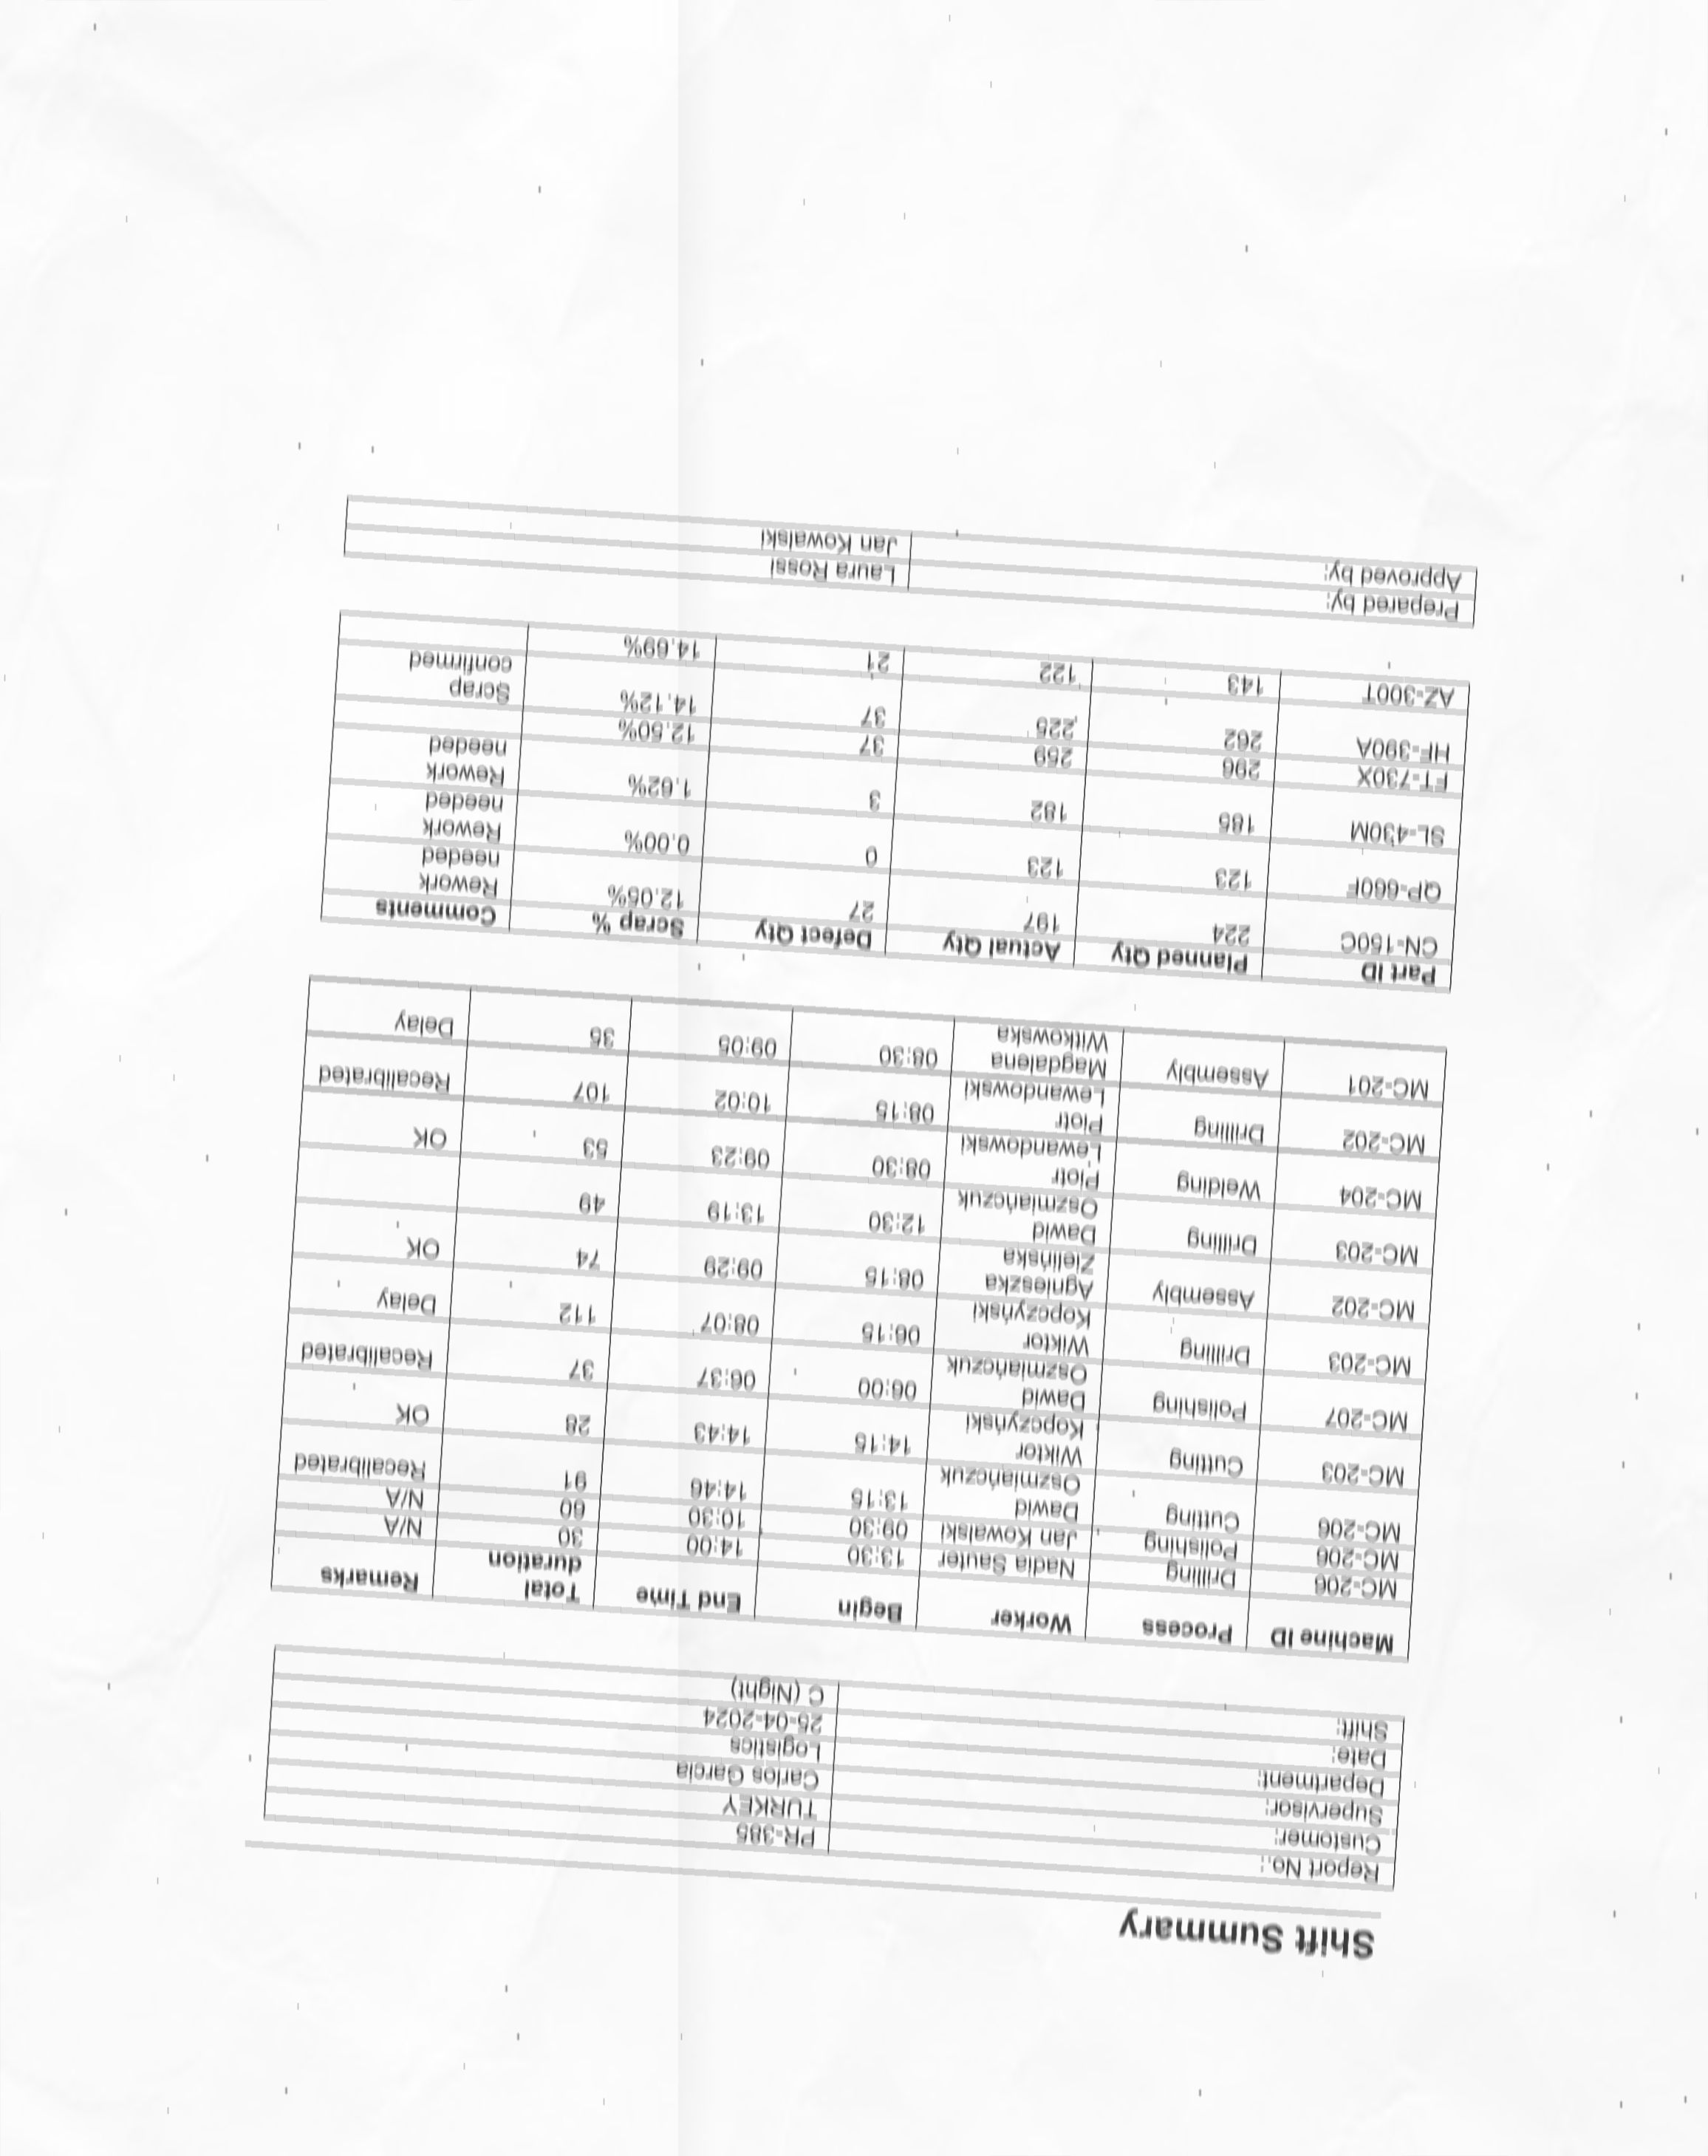 Shift Summary
Report No.: PR-385
Customer: TURKEY
Supervisor: Carlos Garcia
Department: Logistics
Date: 25-04-2024
Shift: C (Night)
Machine ID Process Worker Begin End Time Total
duration Remarks
MC-206 Drilling Nadia Sauter 13:30 14:00 30 N/A
MC-206 Polishing Jan Kowalski 09:30 10:30 60 N/A
MC-206 Cutting Dawid
Oszmiańczuk 13:15 14:46 91 Recalibrated
MC-203 Cutting Wiktor
Kopczyński 14:15 14:43 28 OK
MC-207 Polishing Dawid
Oszmiańczuk 06:00 06:37 37 Recalibrated
MC-203 Drilling Wiktor
Kopczyński 06:15 08:07 112 Delay
MC-202 Assembly Agnieszka
Zielińska 08:15 09:29 74 OK
MC-203 Drilling Dawid
Oszmiańczuk 12:30 13:19 49
MC-204 Welding Piotr
Lewandowski 08:30 09:23 53 OK
MC-202 Drilling Piotr
Lewandowski 08:15 10:02 107 Recalibrated
MC-201 Assembly Magdalena
Witkowska 08:30 09:05 35 Delay
Part ID Planned Qty Actual Qty Defect Qty Scrap % Comments
CN-150C 224 197 27 12.05% Rework
needed
QP-660F 123 123 0 0.00% Rework
needed
SL-430M 185 182 3 1.62% Rework
needed
FT-730X 296 259 37 12.50%
HF-390A 262 225 37 14.12% Scrap
confirmed
AZ-300T 143 122 21 14.69%
Prepared by: Laura Rossi
Approved by: Jan Kowalski